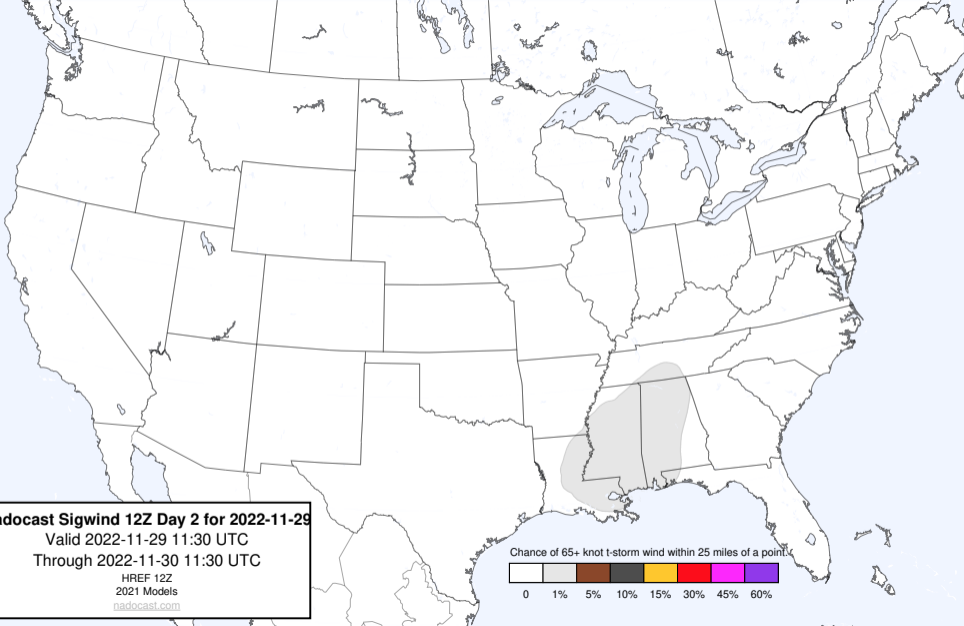 adocast Sigwind 12Z Day 2 for 2022-11-29
Valid 2022-11-29 11:30 UTC
Through 2022-11-30 11:30 UTC
HREF 12Z
2021 Models
nadocast.com
Chance of 65+ knot t-storm wind within 25 miles of a point.
0 1% 5% 10% 15% 30% 45% 60%